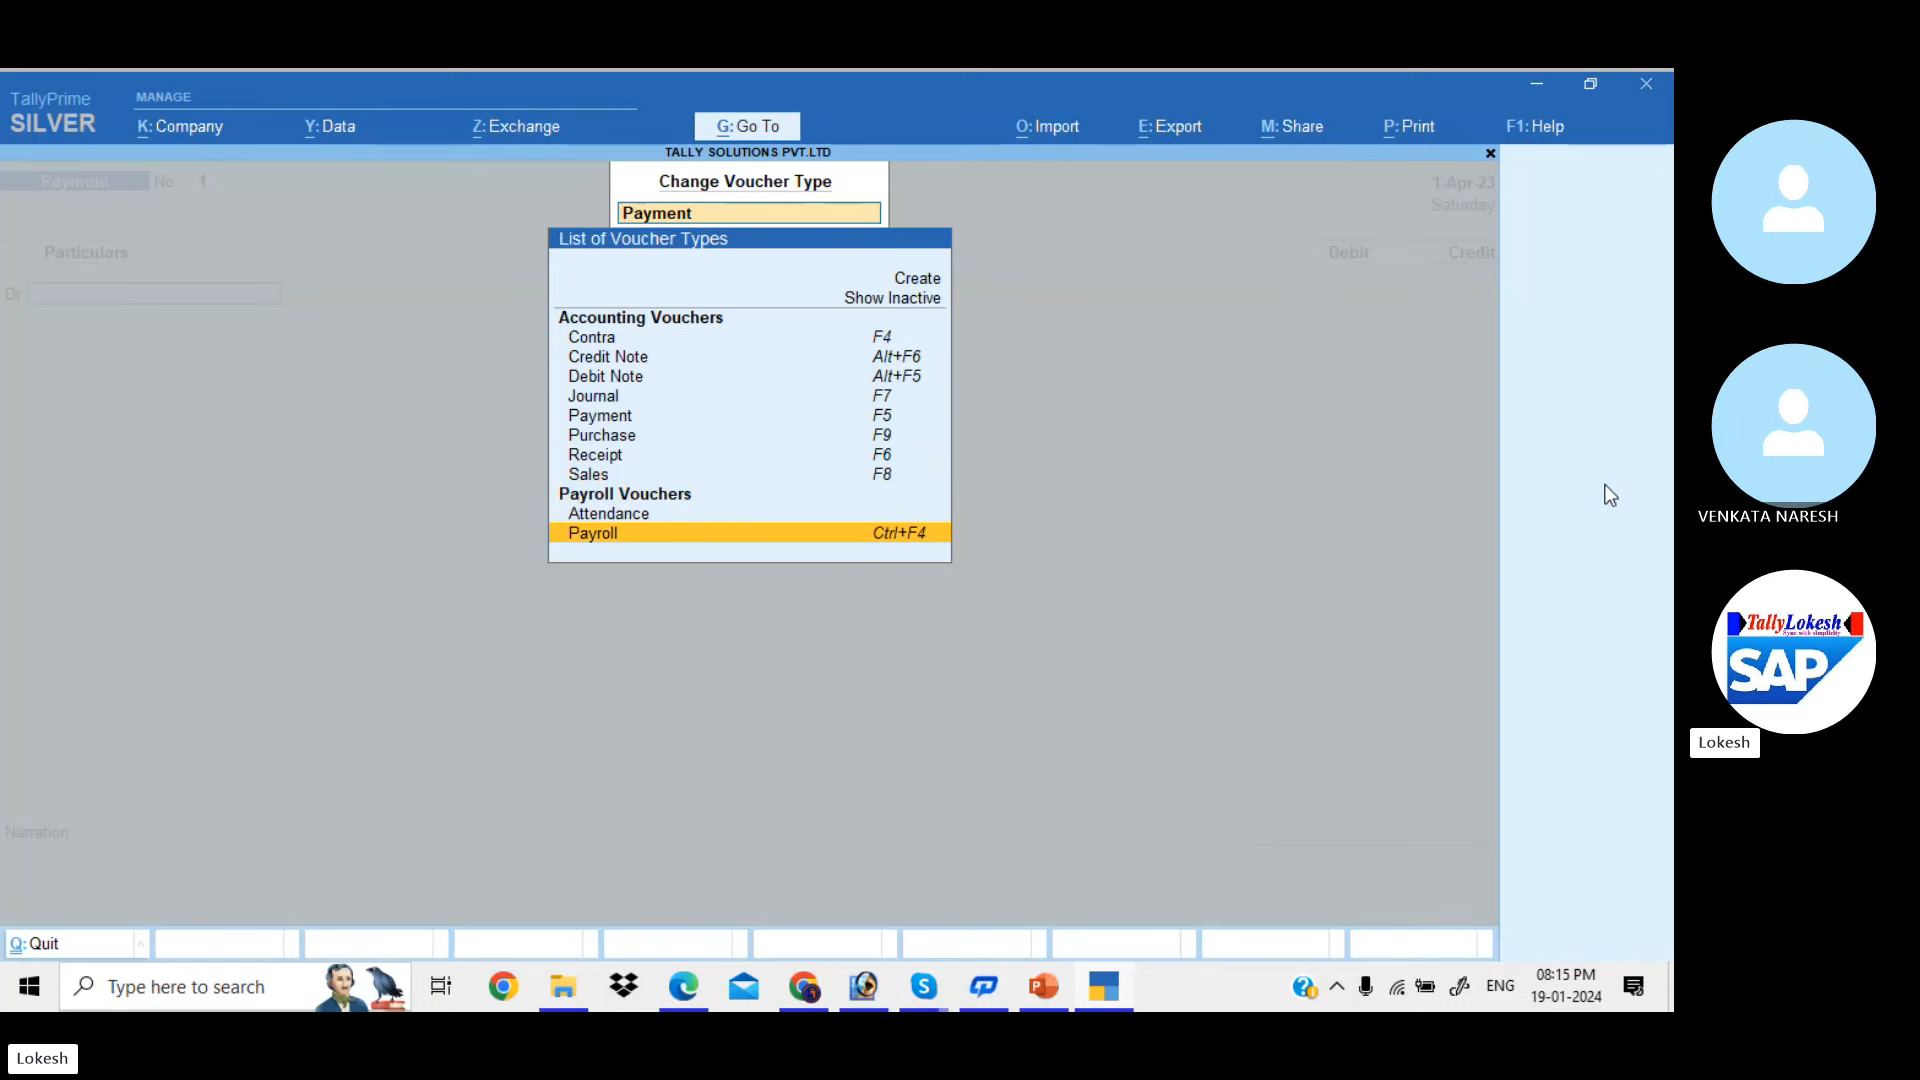 TallyPrime
SILVER
MANAGE
K: Company
Y: Data
Z: Exchange
G: Go To
O: Import
E: Export
M: Share
P: Print
F1: Help
TALLY SOLUTIONS PVT.LTD
Payment No. 1
1-Apr-23
Saturday
Change Voucher Type
Payment
List of Voucher Types
Particulars
Debit Credit
Create
Show Inactive
Dr
Accounting Vouchers
Contra F4
Credit Note Alt+F6
Debit Note Alt+F5
Journal F7
Payment F5
Purchase F9
Receipt F6
Sales F8
Payroll Vouchers
Attendance
Payroll Ctrl+F4
Narration
Q: Quit
Type here to search
ENG
08:15 PM
19-01-2024
VENKATA NARESH
TallyLokesh
Sync with simplicity
SAP
Lokesh
Lokesh